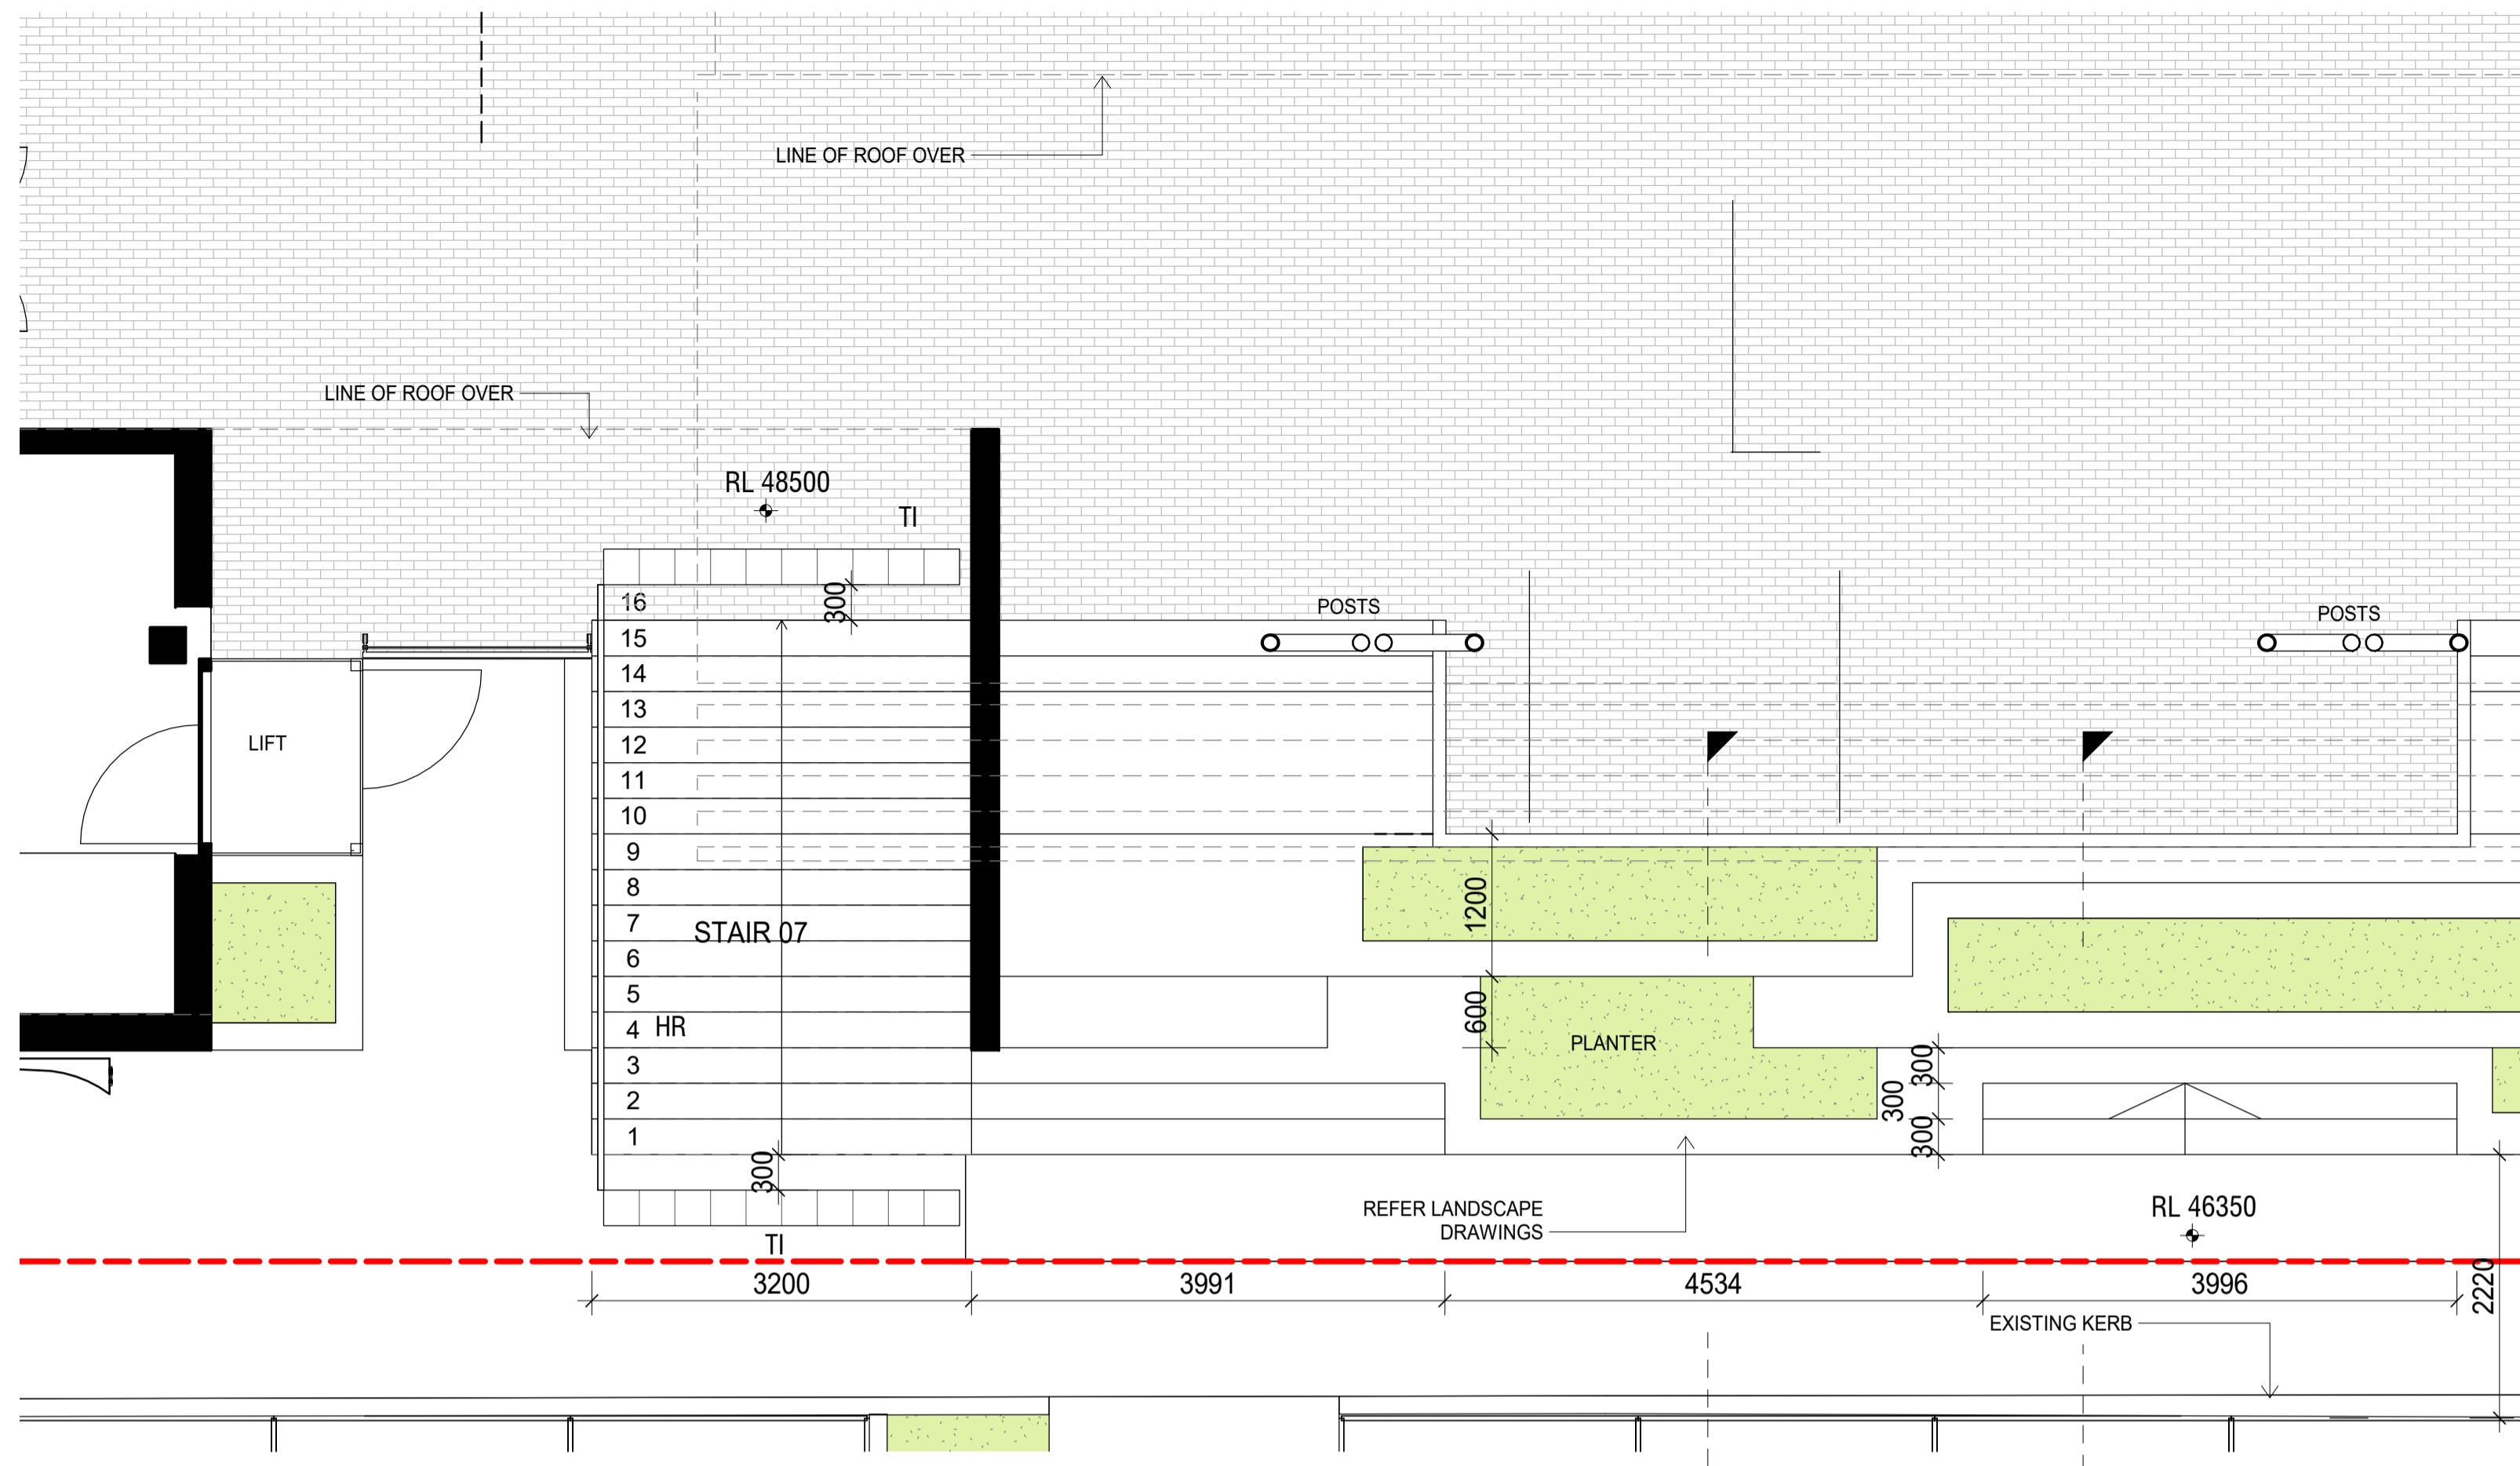 LINE OF ROOF OVER
LINE OF ROOF OVER
RL 48500
TI
16
300
15
14
13
12
11
10
9
8
7
6
5
4
3
2
1
POSTS
POSTS
LIFT
STAIR 07
HR
1200
600
PLANTER
300
300
300
300
REFER LANDSCAPE
DRAWINGS
RL 46350
TI
3200
3991
4534
3996
2220
EXISTING KERB